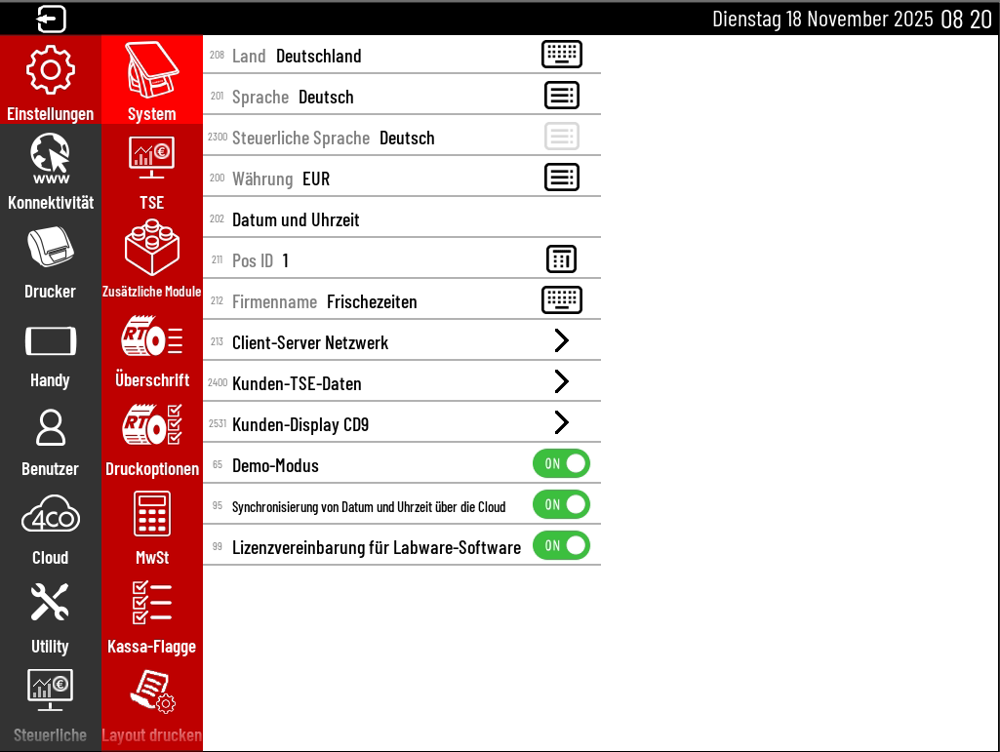 Dienstag 18 November 2025 08 20
Einstellungen
www
Konnektivität
Drucker
Handy
Benutzer
4CO
Cloud
Utility
€
Steuerliche
System
€
TSE
Zusätzliche Module
RT
Überschrift
RT
Druckoptionen
MwSt
Kassa-Flagge
Layout drucken
208 Land Deutschland
201 Sprache Deutsch
2300 Steuerliche Sprache Deutsch
200 Währung EUR
202 Datum und Uhrzeit
211 Pos ID 1
212 Firmenname Frischezeiten
213 Client-Server Netzwerk
2400 Kunden-TSE-Daten
2531 Kunden-Display CD9
65 Demo-Modus ON
95 Synchronisierung von Datum und Uhrzeit über die Cloud ON
99 Lizenzvereinbarung für Labware-Software ON